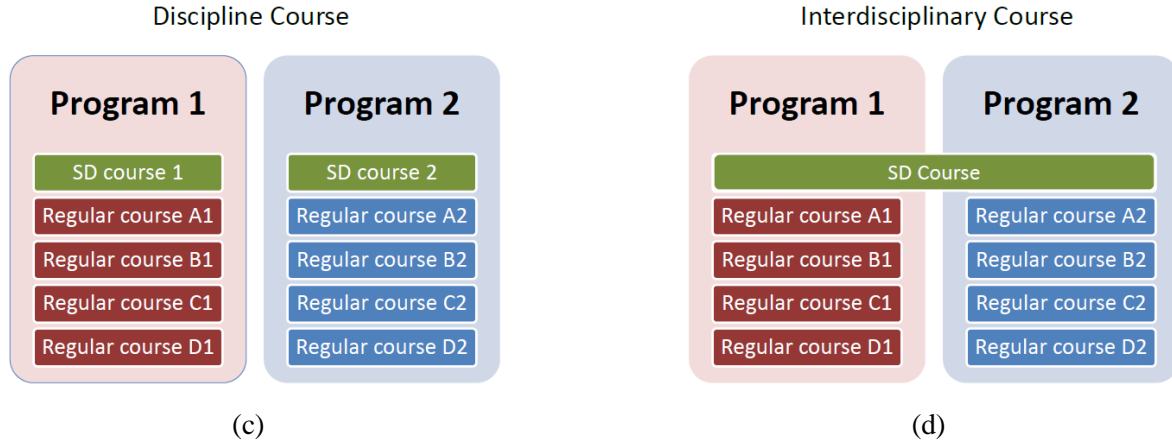 Discipline Course
Program 1
SD course 1
Regular course A1
Regular course B1
Regular course C1
Regular course D1
Program 2
SD course 2
Regular course A2
Regular course B2
Regular course C2
Regular course D2
(c)
Interdisciplinary Course
Program 1
Program 2
SD Course
Regular course A1
Regular course B1
Regular course C1
Regular course D1
Regular course A2
Regular course B2
Regular course C2
Regular course D2
(d)